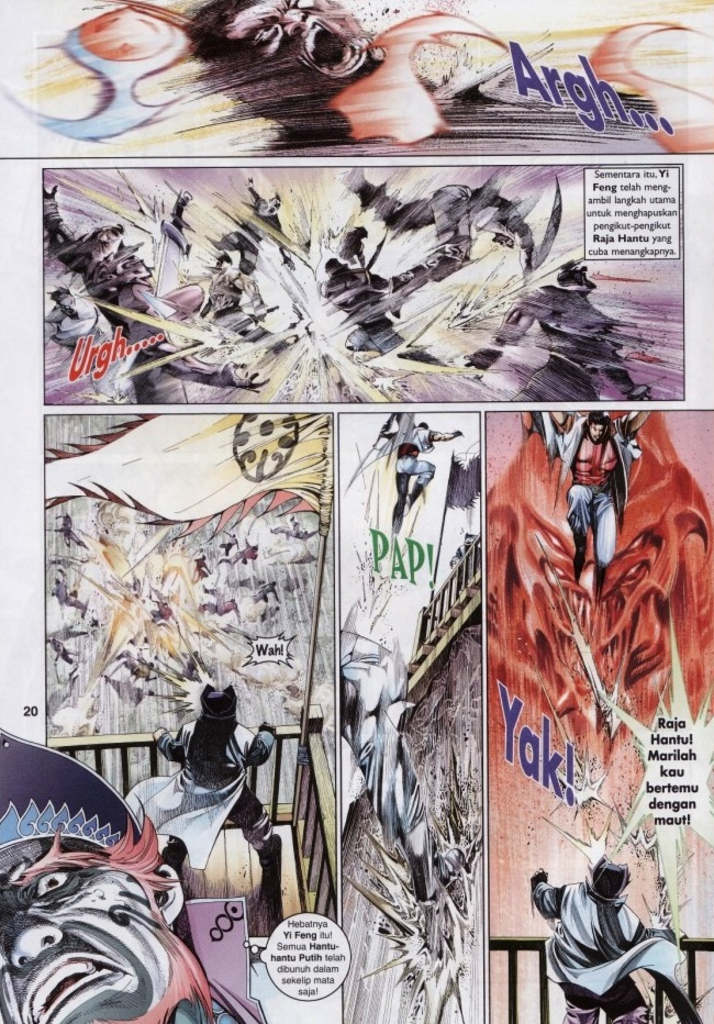 Argh...
Sementara itu, Yi
Feng telah meng-
ambil langkah utama
untuk menghapuskan
pengikut-pengikut
Raja Hantu yang
cuba menangkapnya.
Urgh.....
Wah!
20
Hebatnya
Yi Feng itu!
Semua Hantu-
hantu Putih telah
dibunuh dalam
sekelip mata
saja!
PAP!
Yak!
Raja
Hantu!
Marilah
kau
bertemu
dengan
maut!